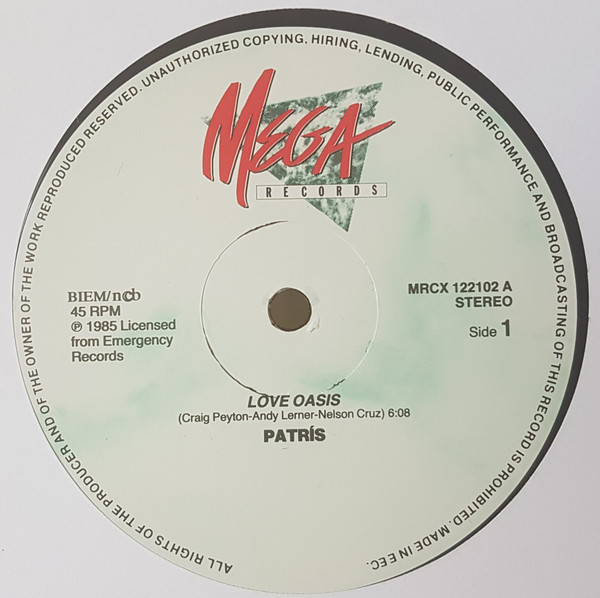 ALL RIGHTS OF THE PRODUCER AND OF THE OWNER OF THE WORK REPRODUCED RESERVED. UNAUTHORIZED COPYING, HIRING, LENDING, PUBLIC PERFORMANCE AND BROADCASTING OF THIS RECORD IS PROHIBITED. MADE IN EEC.
MEGA
RECORDS
BIEM/ncb
45 RPM
℗ 1985 Licensed
from Emergency
Records
MRCX 122102 A
STEREO
Side 1
LOVE OASIS
(Craig Peyton-Andy Lerner-Nelson Cruz) 6:08
PATRÍS